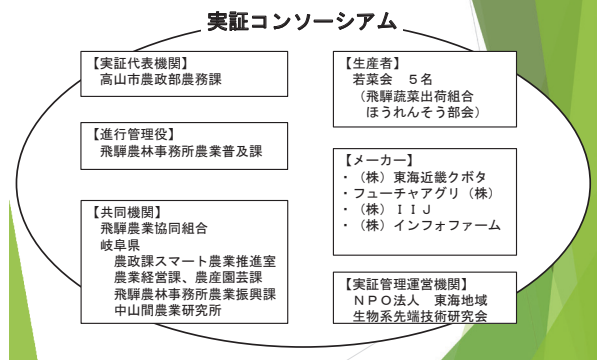 実証コンソーシアム
【実証代表機関】
高山市農政部農務課
【進行管理役】
飛騨農林事務所農業普及課
【共同機関】
飛騨農業協同組合
岐阜県
農政課スマート農業推進室
農業経営課、農産園芸課
飛騨農林事務所農業振興課
中山間農業研究所
【生産者】
若菜会 5名
(飛騨蔬菜出荷組合
ほうれんそう部会)
【メーカー】
・(株)東海近畿クボタ
・フューチャアグリ(株)
・(株)IIJ
・(株)インフォファーム
【実証管理運営機関】
NPO法人 東海地域
生物系先端技術研究会